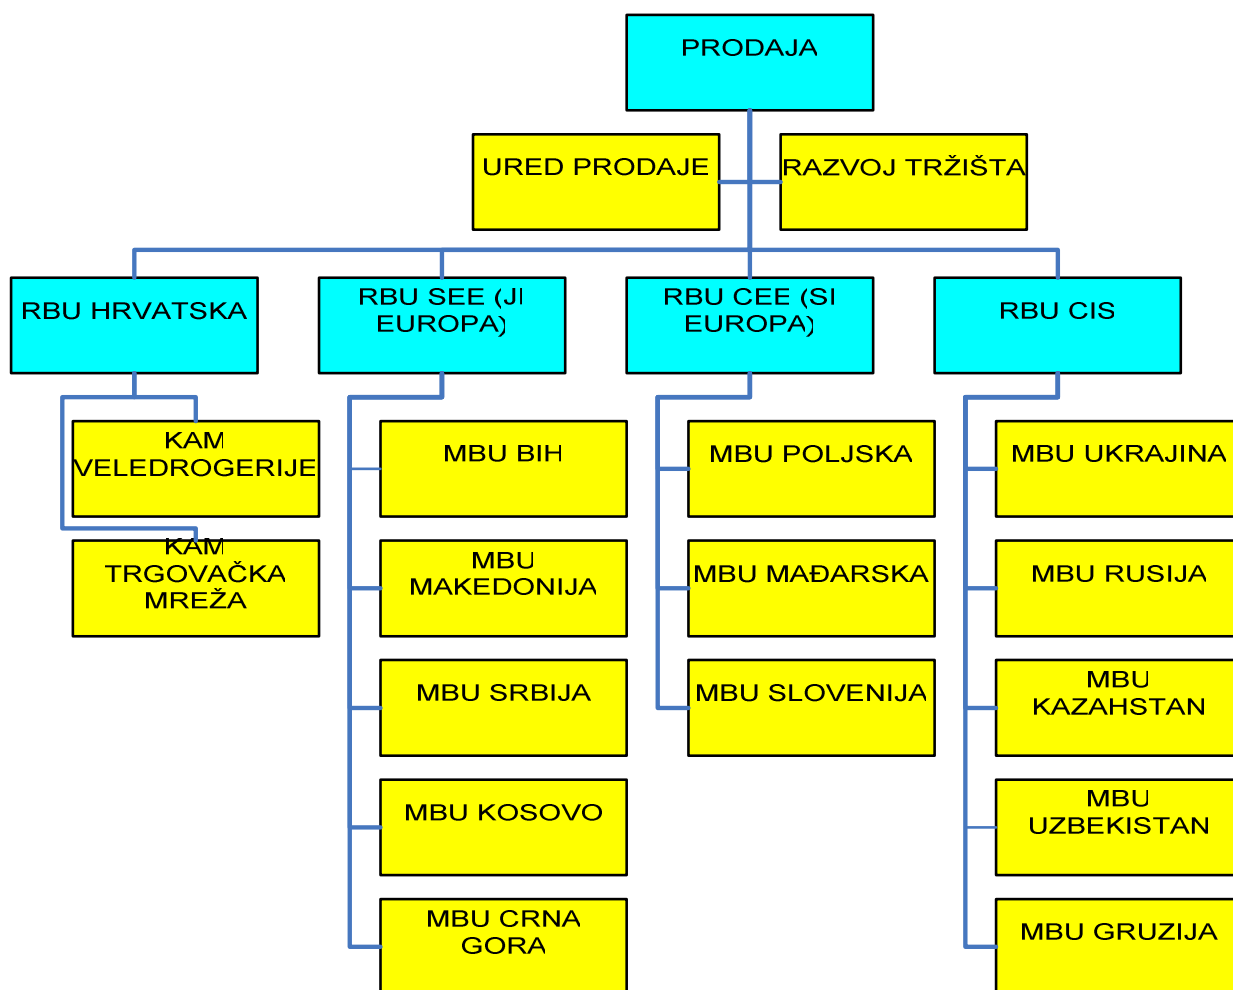 PRODAJA
URED PRODAJE
RAZVOJ TRŽIŠTA
RBU HRVATSKA
RBU SEE (JI
EUROPA)
RBU CEE (SI
EUROPA)
RBU CIS
KAM
VELEDROGERIJE
KAM
TRGOVAČKA
MREŽA
MBU BIH
MBU
MAKEDONIJA
MBU SRBIJA
MBU KOSOVO
MBU CRNA
GORA
MBU POLJSKA
MBU MAĐARSKA
MBU SLOVENIJA
MBU UKRAJINA
MBU RUSIJA
MBU
KAZAHSTAN
MBU
UZBEKISTAN
MBU GRUZIJA